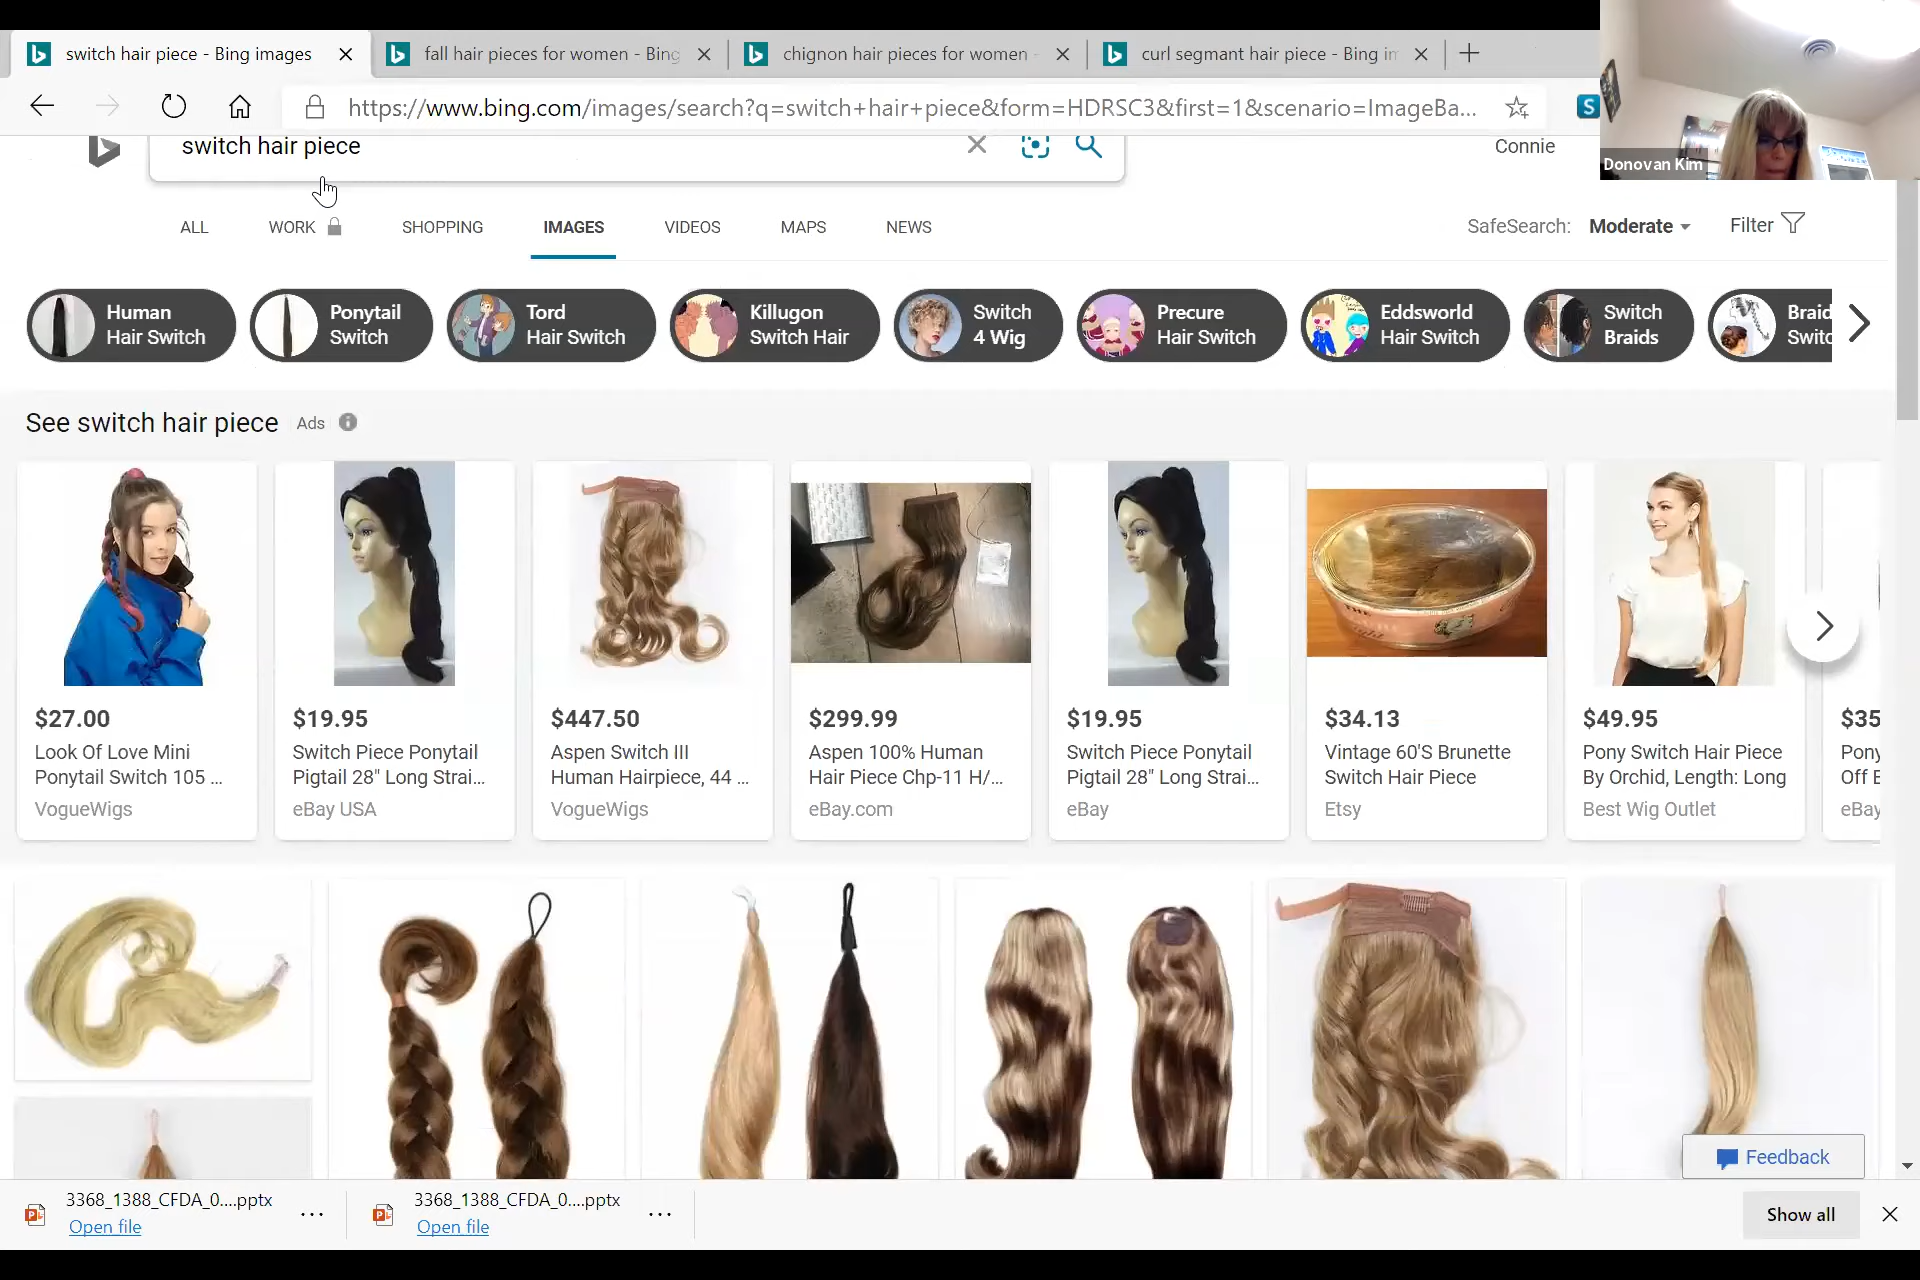 switch hair piece - Bing images
fall hair pieces for women - Bing
chignon hair pieces for women -
curl segmant hair piece - Bing im
https://www.bing.com/images/search?q=switch+hair+piece&form=HDRSC3&first=1&scenario=ImageBa...
S
switch hair piece
Connie
Donovan Kim
ALL
WORK
SHOPPING
IMAGES
VIDEOS
MAPS
NEWS
SafeSearch:
Moderate
Filter
Human
Hair Switch
Ponytail
Switch
Tord
Hair Switch
Killugon
Switch Hair
Switch
4 Wig
Precure
Hair Switch
Eddsworld
Hair Switch
Switch
Braids
Braid
Switc
See switch hair piece Ads
$27.00
Look Of Love Mini
Ponytail Switch 105 ...
VogueWigs
$19.95
Switch Piece Ponytail
Pigtail 28" Long Strai...
eBay USA
$447.50
Aspen Switch III
Human Hairpiece, 44 ...
VogueWigs
$299.99
Aspen 100% Human
Hair Piece Chp-11 H/...
eBay.com
$19.95
Switch Piece Ponytail
Pigtail 28" Long Strai...
eBay
$34.13
Vintage 60'S Brunette
Switch Hair Piece
Etsy
$49.95
Pony Switch Hair Piece
By Orchid, Length: Long
Best Wig Outlet
$35
Pony
Off E
eBay
Feedback
3368_1388_CFDA_0....pptx
Open file
3368_1388_CFDA_0....pptx
Open file
Show all